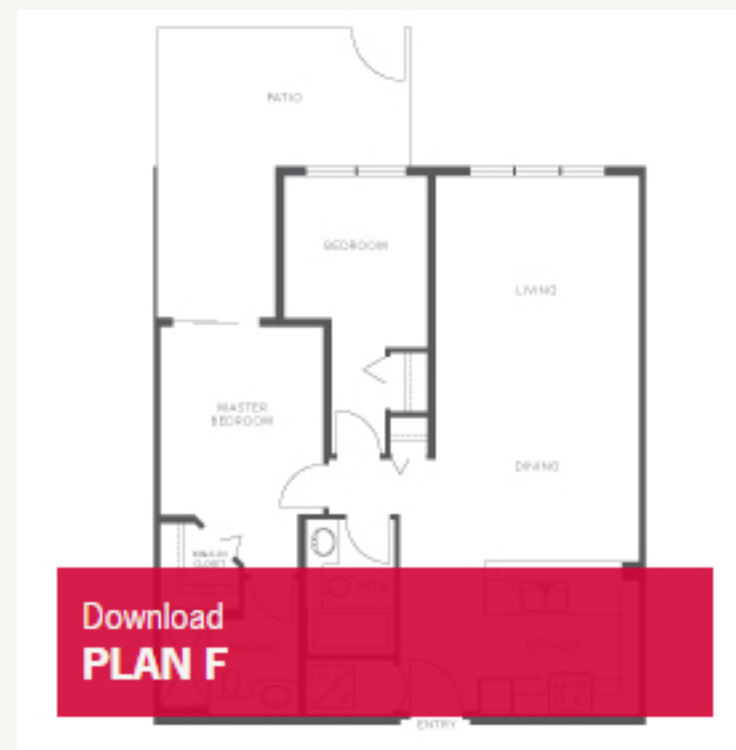 PATIO
BEDROOM
LIVING
MASTER
BEDROOM
DINING
WALK-IN
CLOSET
Download
PLAN F
BATH
KITCHEN
ENTRY